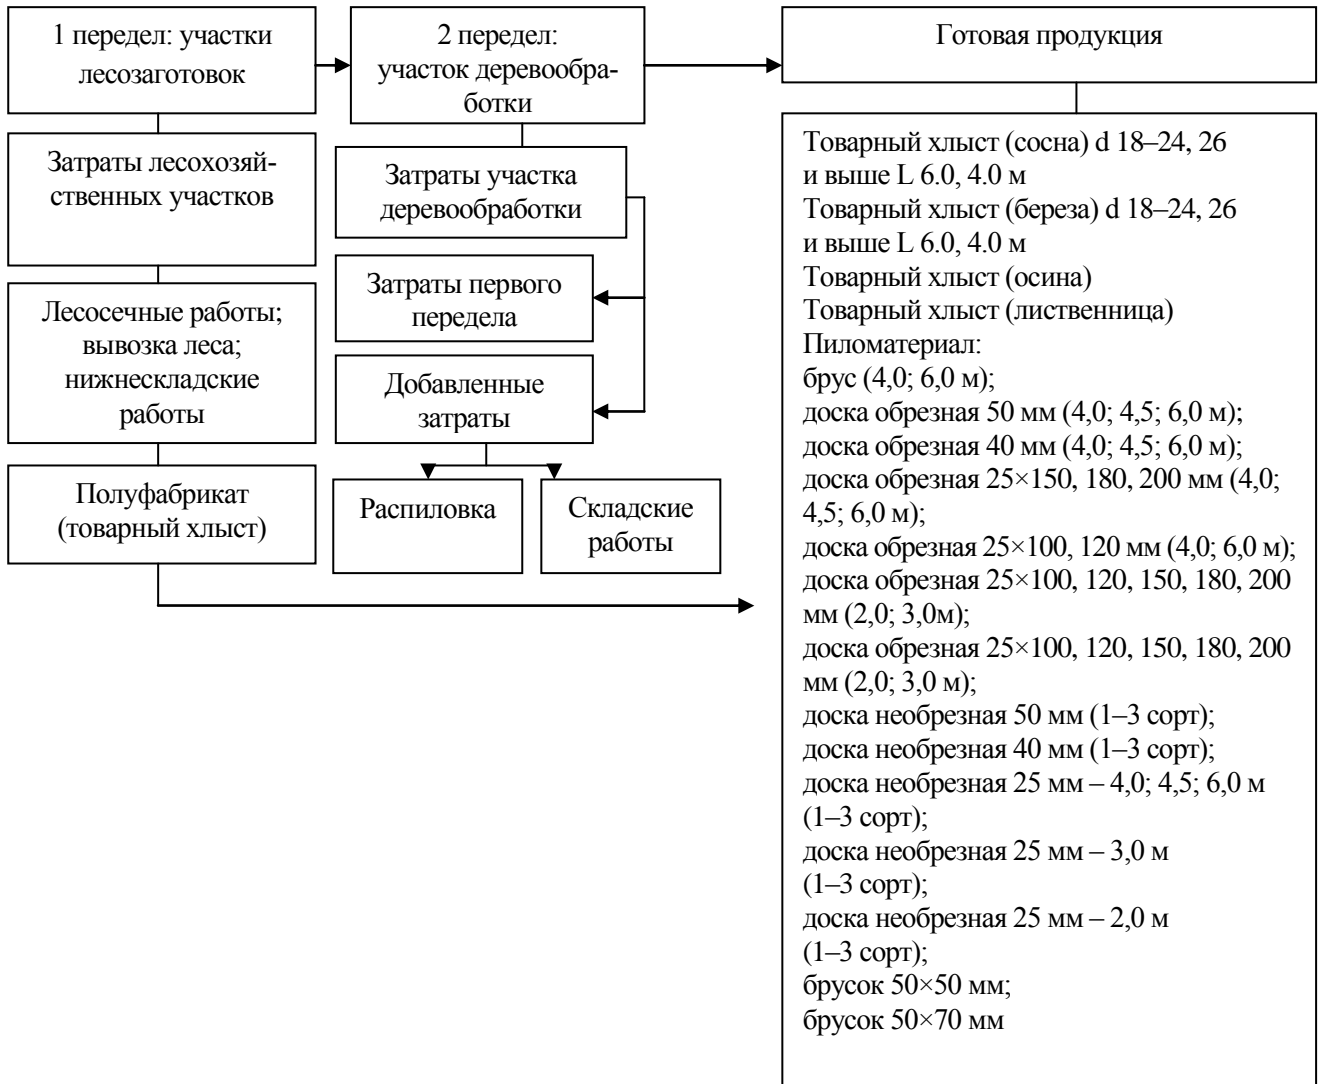 1 передел: участки
лесозаготовок
Затраты лесохозяй-
ственных участков
Лесосечные работы;
вывозка леса;
нижнескладские
работы
Полуфабрикат
(товарный хлыст)
2 передел:
участок деревообра-
ботки
Затраты участка
деревообработки
Затраты первого
передела
Добавленные
затраты
Распиловка
Складские
работы
Готовая продукция
Товарный хлыст (сосна) d 18–24, 26
и выше L 6.0, 4.0 м
Товарный хлыст (береза) d 18–24, 26
и выше L 6.0, 4.0 м
Товарный хлыст (осина)
Товарный хлыст (лиственница)
Пиломатериал:
брус (4,0; 6,0 м);
доска обрезная 50 мм (4,0; 4,5; 6,0 м);
доска обрезная 40 мм (4,0; 4,5; 6,0 м);
доска обрезная 25×150, 180, 200 мм (4,0;
4,5; 6,0 м);
доска обрезная 25×100, 120 мм (4,0; 6,0 м);
доска обрезная 25×100, 120, 150, 180, 200
мм (2,0; 3,0м);
доска обрезная 25×100, 120, 150, 180, 200
мм (2,0; 3,0 м);
доска необрезная 50 мм (1–3 сорт);
доска необрезная 40 мм (1–3 сорт);
доска необрезная 25 мм – 4,0; 4,5; 6,0 м
(1–3 сорт);
доска необрезная 25 мм – 3,0 м
(1–3 сорт);
доска необрезная 25 мм – 2,0 м
(1–3 сорт);
брусок 50×50 мм;
брусок 50×70 мм